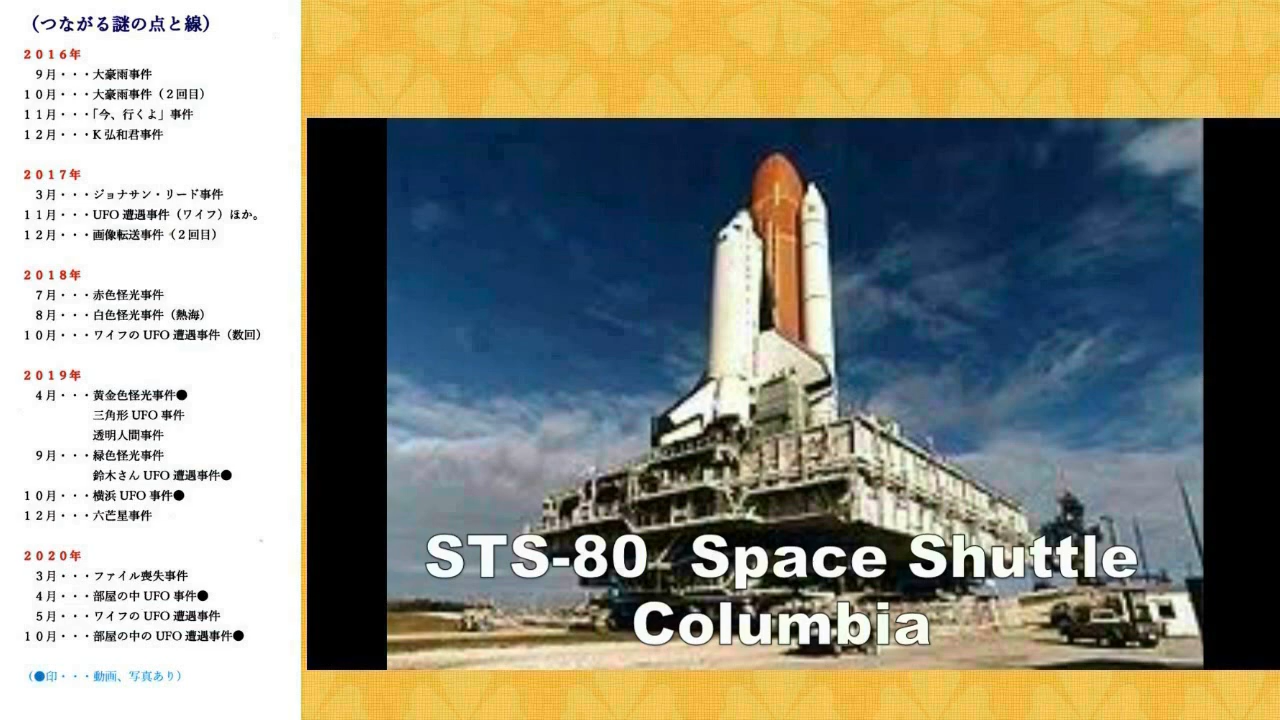 （つながる謎の点と線）
２０１６年
９月・・・大豪雨事件
１０月・・・大豪雨事件（２回目）
１１月・・・「今、行くよ」事件
１２月・・・K 弘和君事件
２０１７年
３月・・・ジョナサン・リード事件
１１月・・・UFO 遭遇事件（ワイフ）ほか。
１２月・・・画像転送事件（２回目）
２０１８年
７月・・・赤色怪光事件
８月・・・白色怪光事件（熱海）
１０月・・・ワイフの UFO 遭遇事件（数回）
２０１９年
４月・・・黄金色怪光事件●
三角形 UFO 事件
透明人間事件
９月・・・緑色怪光事件
鈴木さん UFO 遭遇事件●
１０月・・・横浜 UFO 事件●
１２月・・・六芒星事件
２０２０年
３月・・・ファイル喪失事件
４月・・・部屋の中 UFO 事件●
５月・・・ワイフの UFO 遭遇事件
１０月・・・部屋の中の UFO 遭遇事件●
（●印・・・動画、写真あり）
STS-80 Space Shuttle
Columbia